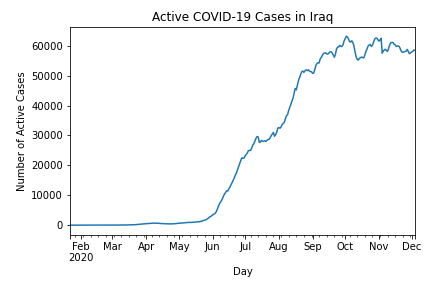 Active COVID-19 Cases in Iraq
Number of Active Cases
60000
50000
40000
30000
20000
10000
0
Feb Mar Apr May Jun Jul Aug Sep Oct Nov Dec
2020
Day